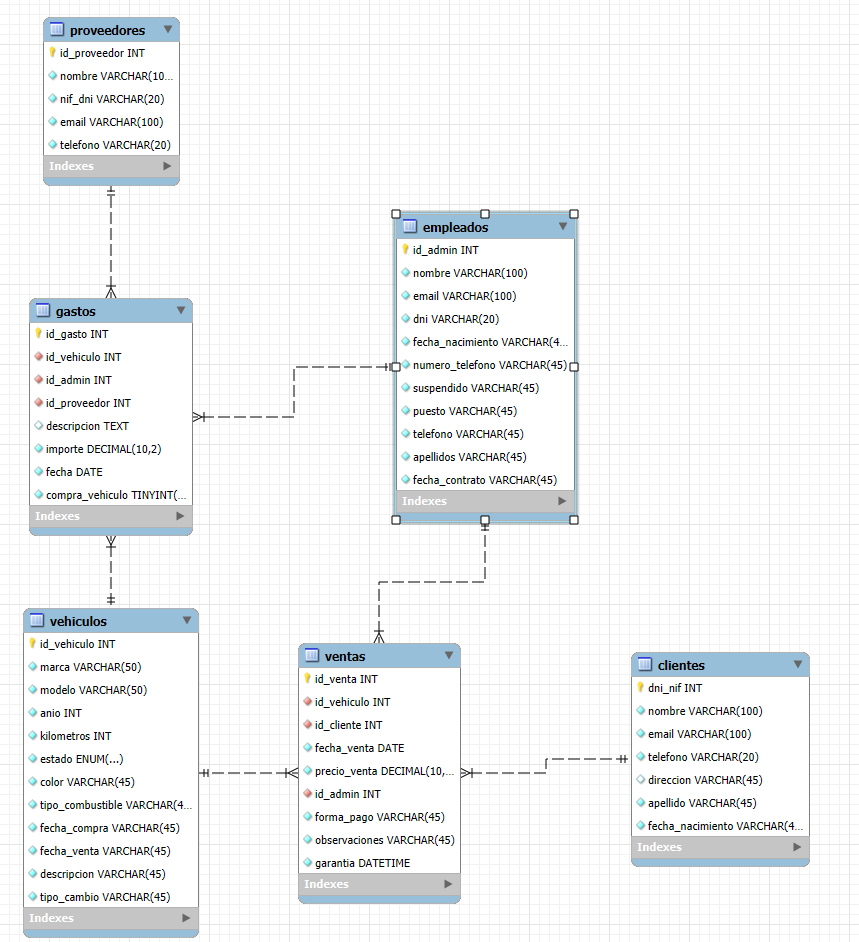 proveedores
id_proveedor INT
nombre VARCHAR(10...
nif_dni VARCHAR(20)
email VARCHAR(100)
telefono VARCHAR(20)
Indexes
empleados
id_admin INT
nombre VARCHAR(100)
email VARCHAR(100)
dni VARCHAR(20)
fecha_nacimiento VARCHAR(4...
numero_telefono VARCHAR(45)
suspendido VARCHAR(45)
puesto VARCHAR(45)
telefono VARCHAR(45)
apellidos VARCHAR(45)
fecha_contrato VARCHAR(45)
Indexes
gastos
id_gasto INT
id_vehiculo INT
id_admin INT
id_proveedor INT
descripcion TEXT
importe DECIMAL(10,2)
fecha DATE
compra_vehiculo TINYINT(...
Indexes
vehiculos
id_vehiculo INT
marca VARCHAR(50)
modelo VARCHAR(50)
anio INT
kilometros INT
estado ENUM(...)
color VARCHAR(45)
tipo_combustible VARCHAR(4...
fecha_compra VARCHAR(45)
fecha_venta VARCHAR(45)
descripcion VARCHAR(45)
tipo_cambio VARCHAR(45)
Indexes
ventas
id_venta INT
id_vehiculo INT
id_cliente INT
fecha_venta DATE
precio_venta DECIMAL(10,...
id_admin INT
forma_pago VARCHAR(45)
observaciones VARCHAR(45)
garantia DATETIME
Indexes
clientes
dni_nif INT
nombre VARCHAR(100)
email VARCHAR(100)
telefono VARCHAR(20)
direccion VARCHAR(45)
apellido VARCHAR(45)
fecha_nacimiento VARCHAR(4...
Indexes